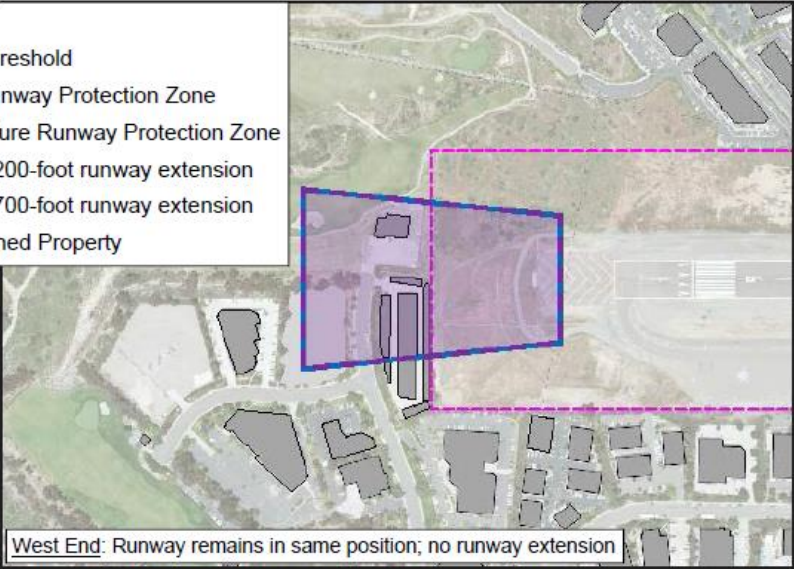 reshold
nway Protection Zone
ure Runway Protection Zone
200-foot runway extension
700-foot runway extension
ned Property
West End: Runway remains in same position; no runway extension